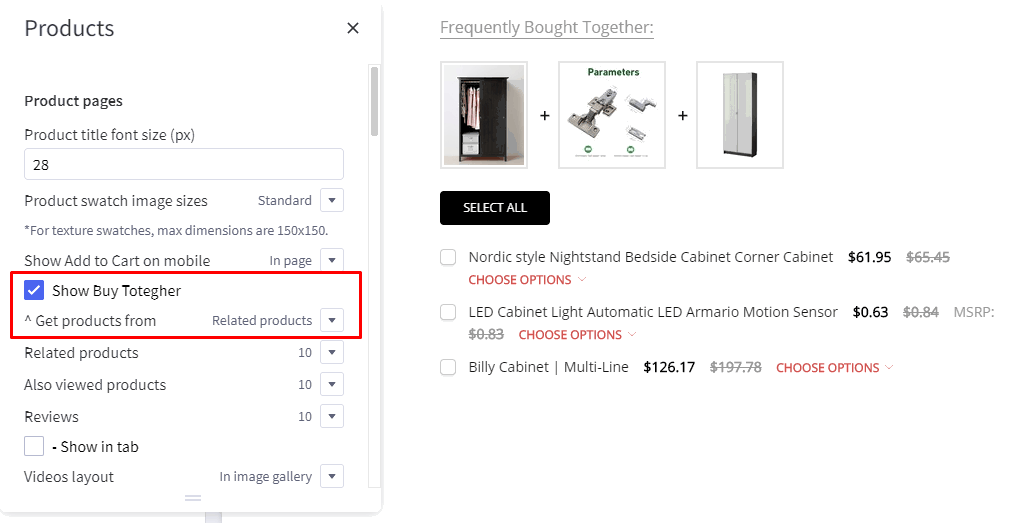 Products
Product pages
Product title font size (px)
28
Product swatch image sizes Standard
*For texture swatches, max dimensions are 150x150.
Show Add to Cart on mobile In page
Show Buy Totegher
^ Get products from Related products
Related products 10
Also viewed products 10
Reviews 10
- Show in tab
Videos layout In image gallery
Frequently Bought Together:
Parameters
+ +
SELECT ALL
Nordic style Nightstand Bedside Cabinet Corner Cabinet $61.95 $65.45
CHOOSE OPTIONS
LED Cabinet Light Automatic LED Armario Motion Sensor $0.63 $0.84 MSRP:
$0.83 CHOOSE OPTIONS
Billy Cabinet | Multi-Line $126.17 $197.78 CHOOSE OPTIONS